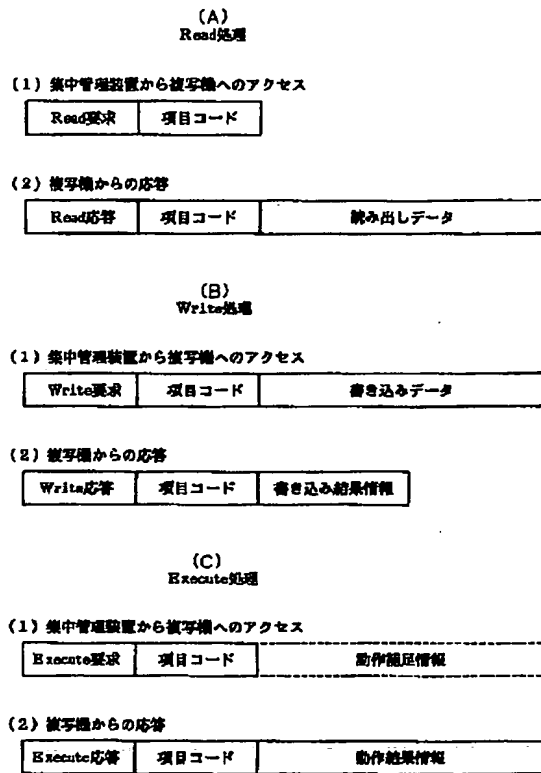 (A)
Read処理
(1) 集中管理装置から複写機へのアクセス
Read要求 項目コード
(2) 複写機からの応答
Read応答 項目コード 読み出しデータ
(B)
Write処理
(1) 集中管理装置から複写機へのアクセス
Write要求 項目コード 書き込みデータ
(2) 複写機からの応答
Write応答 項目コード 書き込み結果情報
(C)
Execute処理
(1) 集中管理装置から複写機へのアクセス
Execute要求 項目コード 動作補足情報
(2) 複写機からの応答
Execute応答 項目コード 動作結果情報